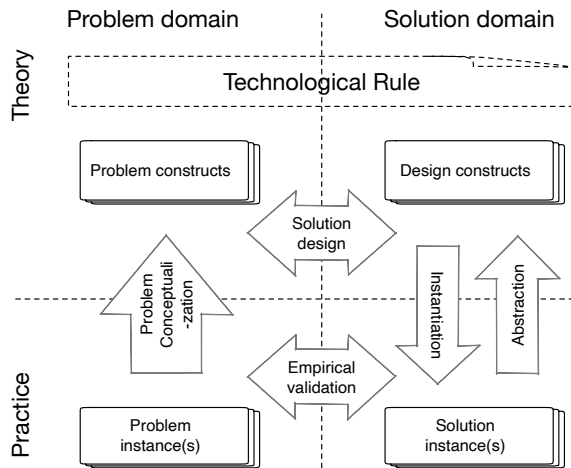 Problem domain
Solution domain
Theory
Technological Rule
Problem constructs
Design constructs
Solution
design
Problem
Conceptuali
-zation
Instantiation
Abstraction
Empirical
validation
Practice
Problem
instance(s)
Solution
instance(s)